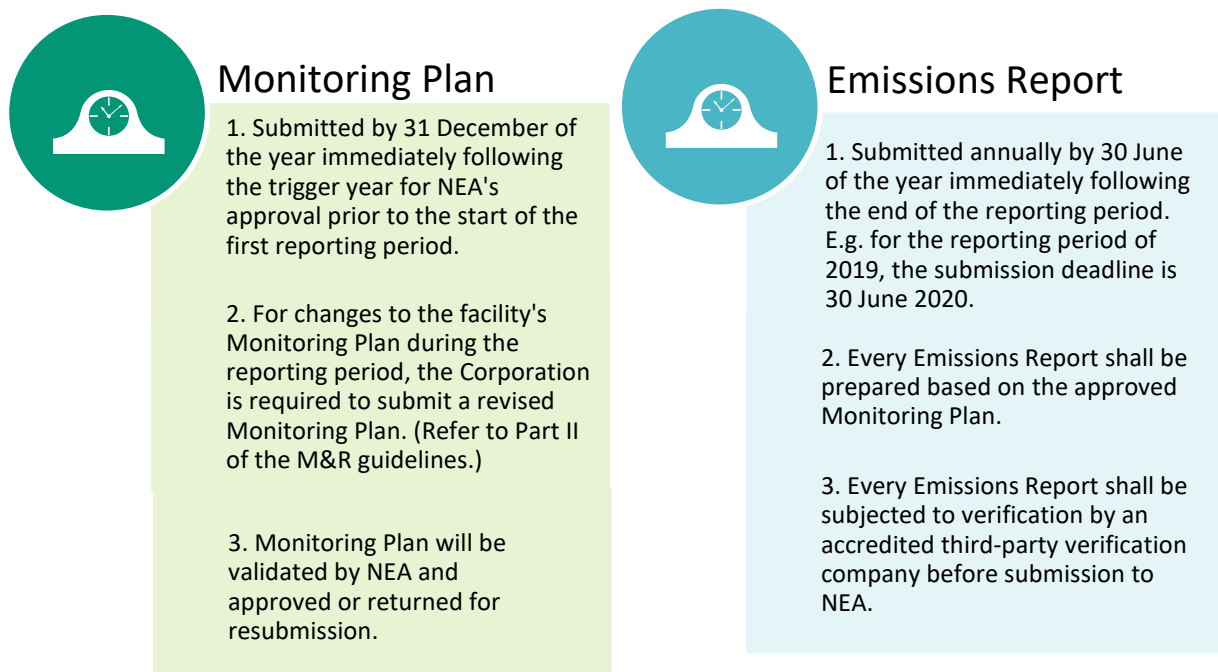 Monitoring Plan
1. Submitted by 31 December of
the year immediately following
the trigger year for NEA's
approval prior to the start of the
first reporting period.
2. For changes to the facility's
Monitoring Plan during the
reporting period, the Corporation
is required to submit a revised
Monitoring Plan. (Refer to Part II
of the M&R guidelines.)
3. Monitoring Plan will be
validated by NEA and
approved or returned for
resubmission.
Emissions Report
1. Submitted annually by 30 June
of the year immediately following
the end of the reporting period.
E.g. for the reporting period of
2019, the submission deadline is
30 June 2020.
2. Every Emissions Report shall be
prepared based on the approved
Monitoring Plan.
3. Every Emissions Report shall be
subjected to verification by an
accredited third-party verification
company before submission to
NEA.